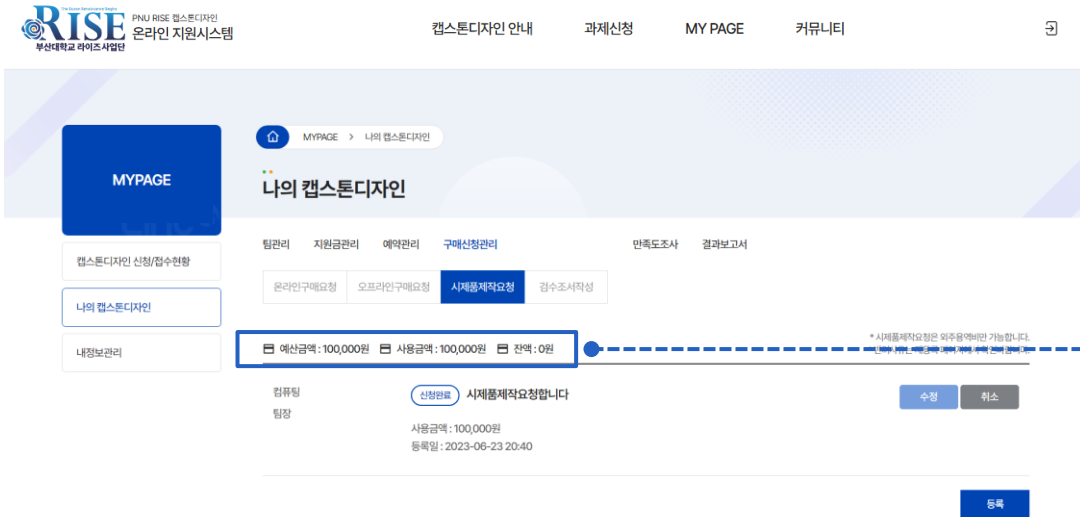 The Ocean Renaissance Begins
RISE
부산대학교 라이즈사업단
PNU RISE 캡스톤디자인
온라인 지원시스템
캡스톤디자인 안내
과제신청
MY PAGE
커뮤니티
MYPAGE > 나의 캡스톤디자인
MYPAGE
나의 캡스톤디자인
캡스톤디자인 신청/접수현황
나의 캡스톤디자인
내정보관리
팀관리 지원금관리 예약관리 구매신청관리 만족도조사 결과보고서
온라인구매요청 오프라인구매요청 시제품제작요청 검수조서작성
예산금액 : 100,000원 사용금액 : 100,000원 잔액 : 0원
* 시제품제작요청은 외주용역비만 가능합니다.
컴퓨팅
팀장
신청완료 시제품제작요청합니다
사용금액 : 100,000원
등록일 : 2023-06-23 20:40
수정 취소
등록